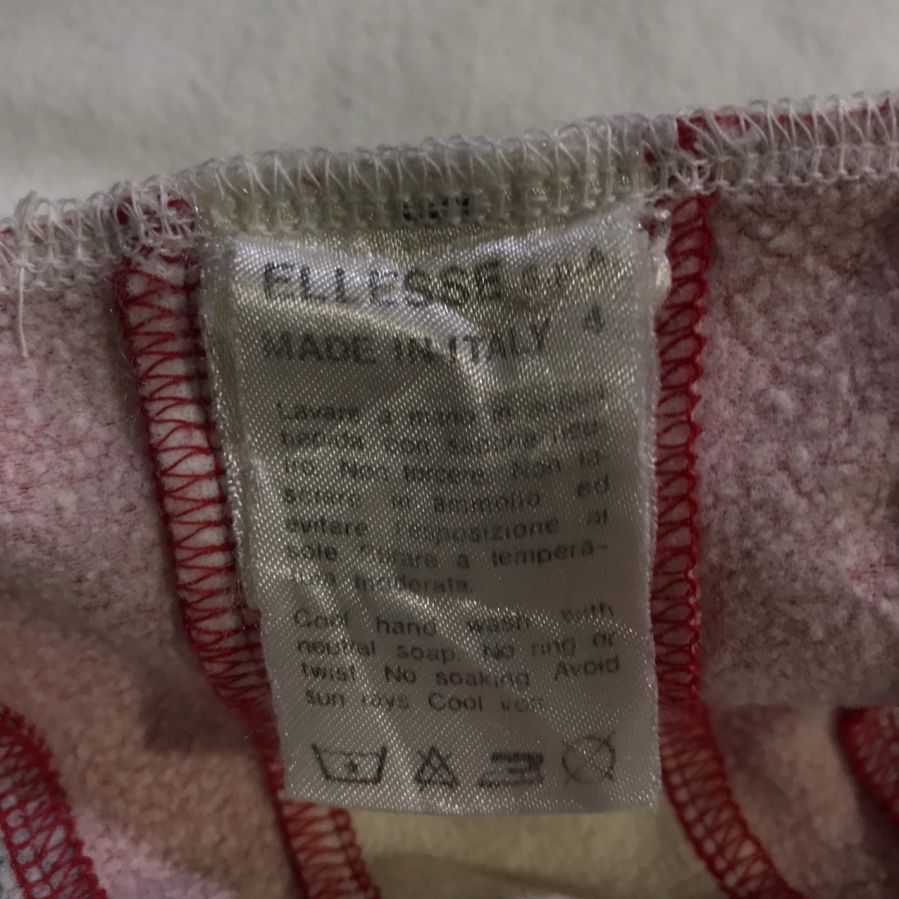 ELLESSE S.P.A.
MADE IN ITALY 4
Lavare a mano in acqua
tiepida con sapone neu-
tro. Non torcere. Non la-
sciare in ammollo ed
evitare l'esposizione al
sole Stirare a tempera-
tura moderata.
Cool hand wash with
neutral soap. No ring or
twist. No soaking. Avoid
sun rays Cool iron.